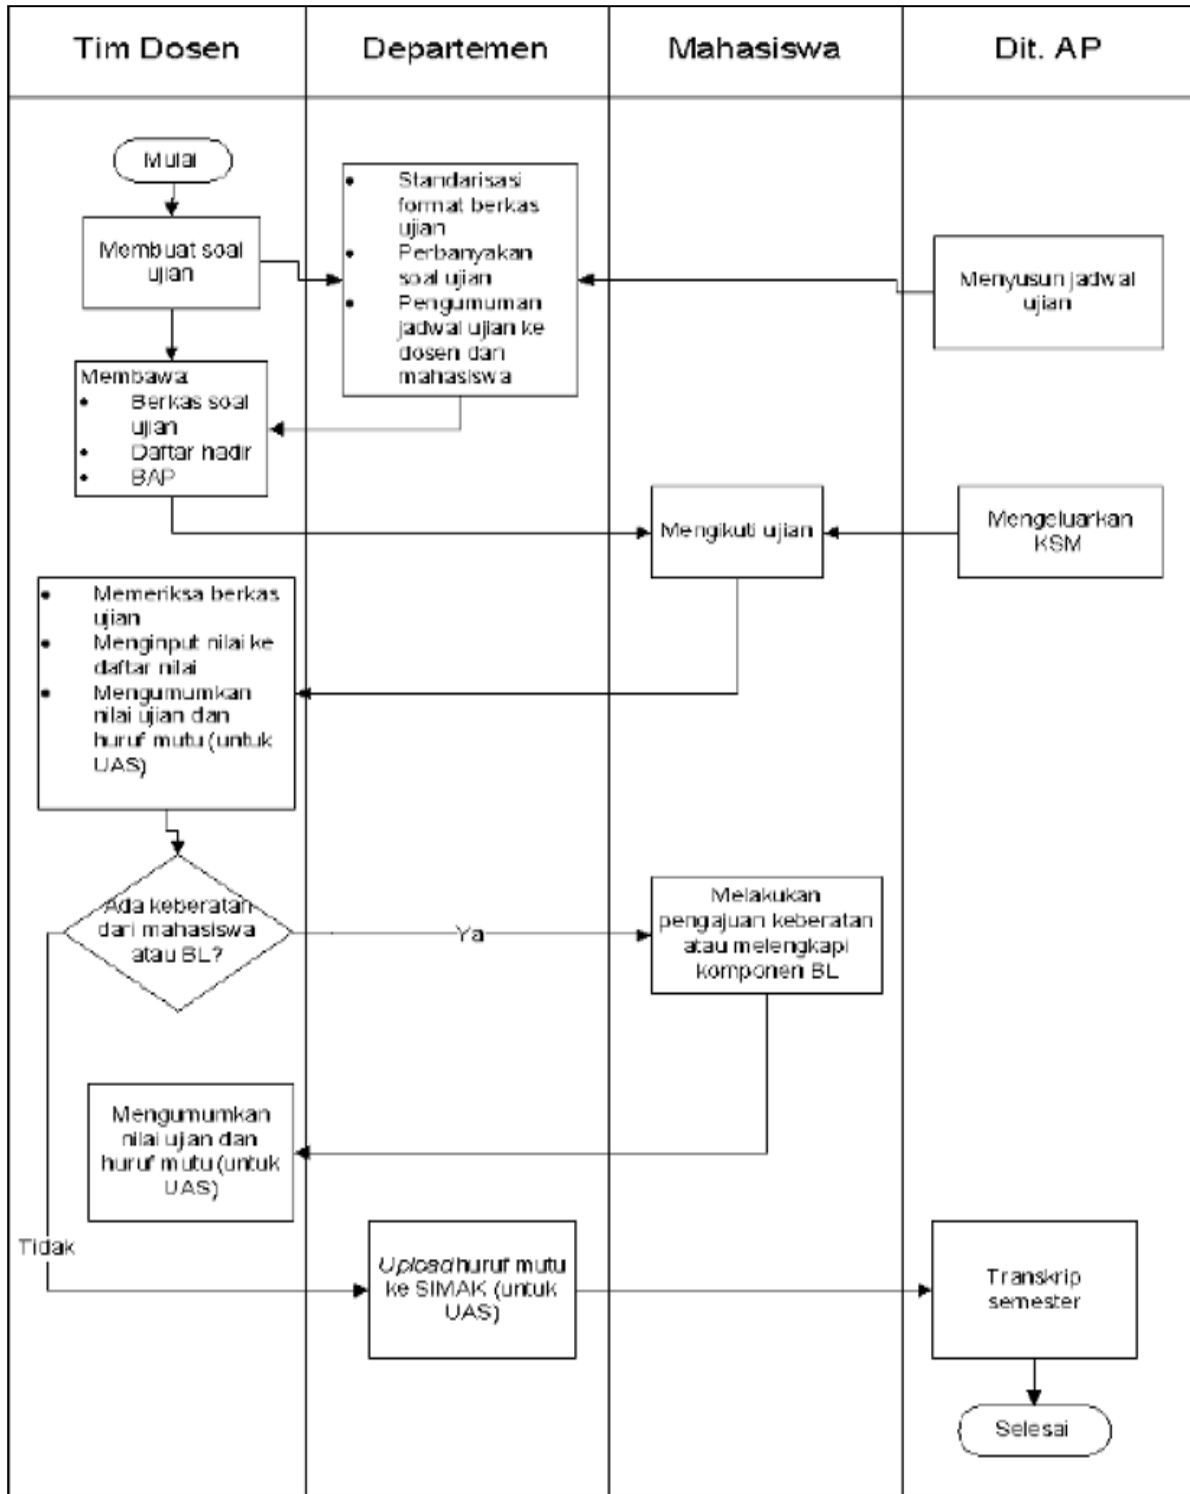 Tim Dosen
Departemen
Mahasiswa
Dit. AP
Mulai
Membuat soal
ujian
• Standarisasi
format berkas
ujian
• Perbanyakan
soal ujian
• Pengumuman
jadwal ujian ke
dosen dan
mahasiswa
Menyusun jadwal
ujian
Membawa:
• Berkas soal
ujian
• Daftar hadir
• BAP
Mengikuti ujian
Mengeluarkan
KSM
• Memeriksa berkas
ujian
• Menginput nilai ke
daftar nilai
• Mengumumkan
nilai ujian dan
huruf mutu (untuk
UAS)
Ada keberatan
dari mahasiswa
atau BL?
Ya
Melakukan
pengajuan keberatan
atau melengkapi
komponen BL
Mengumumkan
nilai ujian dan
huruf mutu (untuk
UAS)
Tidak
Upload huruf mutu
ke SIMAK (untuk
UAS)
Transkrip
semester
Selesai